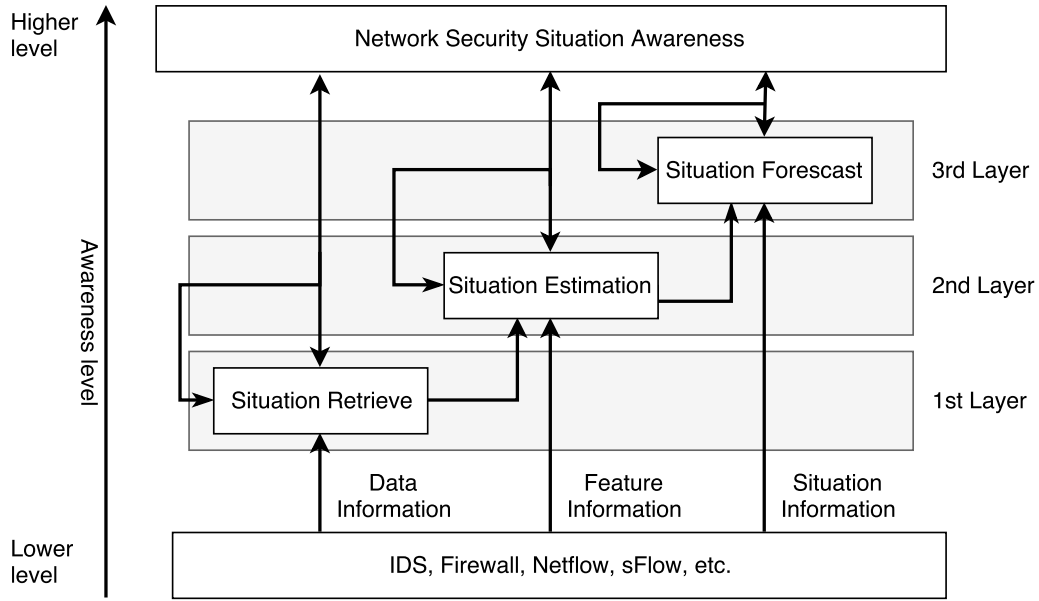 Higher
level
Network Security Situation Awareness
Situation Forescast
3rd Layer
Awareness level
Situation Estimation
2nd Layer
Situation Retrieve
1st Layer
Data
Information
Feature
Information
Situation
Information
Lower
level
IDS, Firewall, Netflow, sFlow, etc.